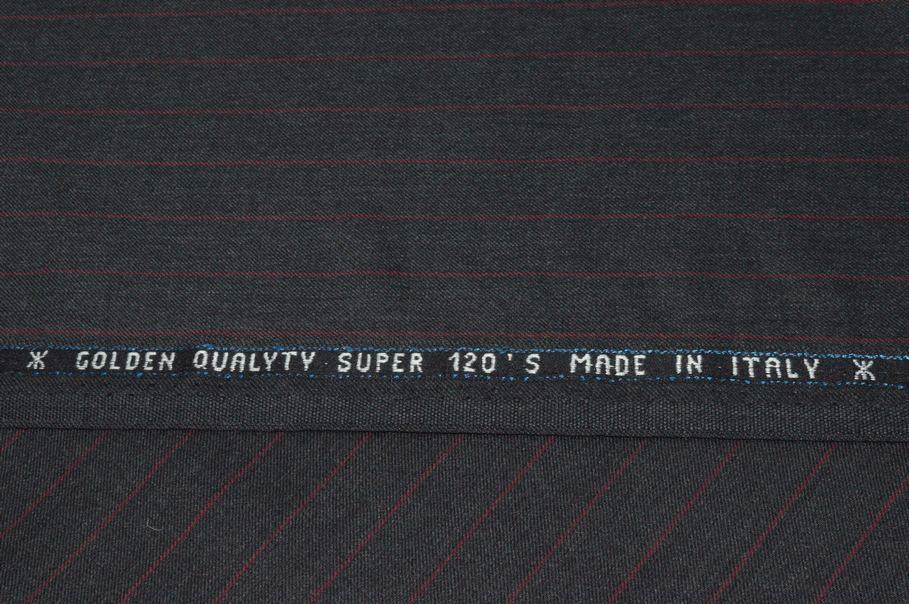 Ж GOLDEN QUALYTY SUPER 120'S MADE IN ITALY Ж